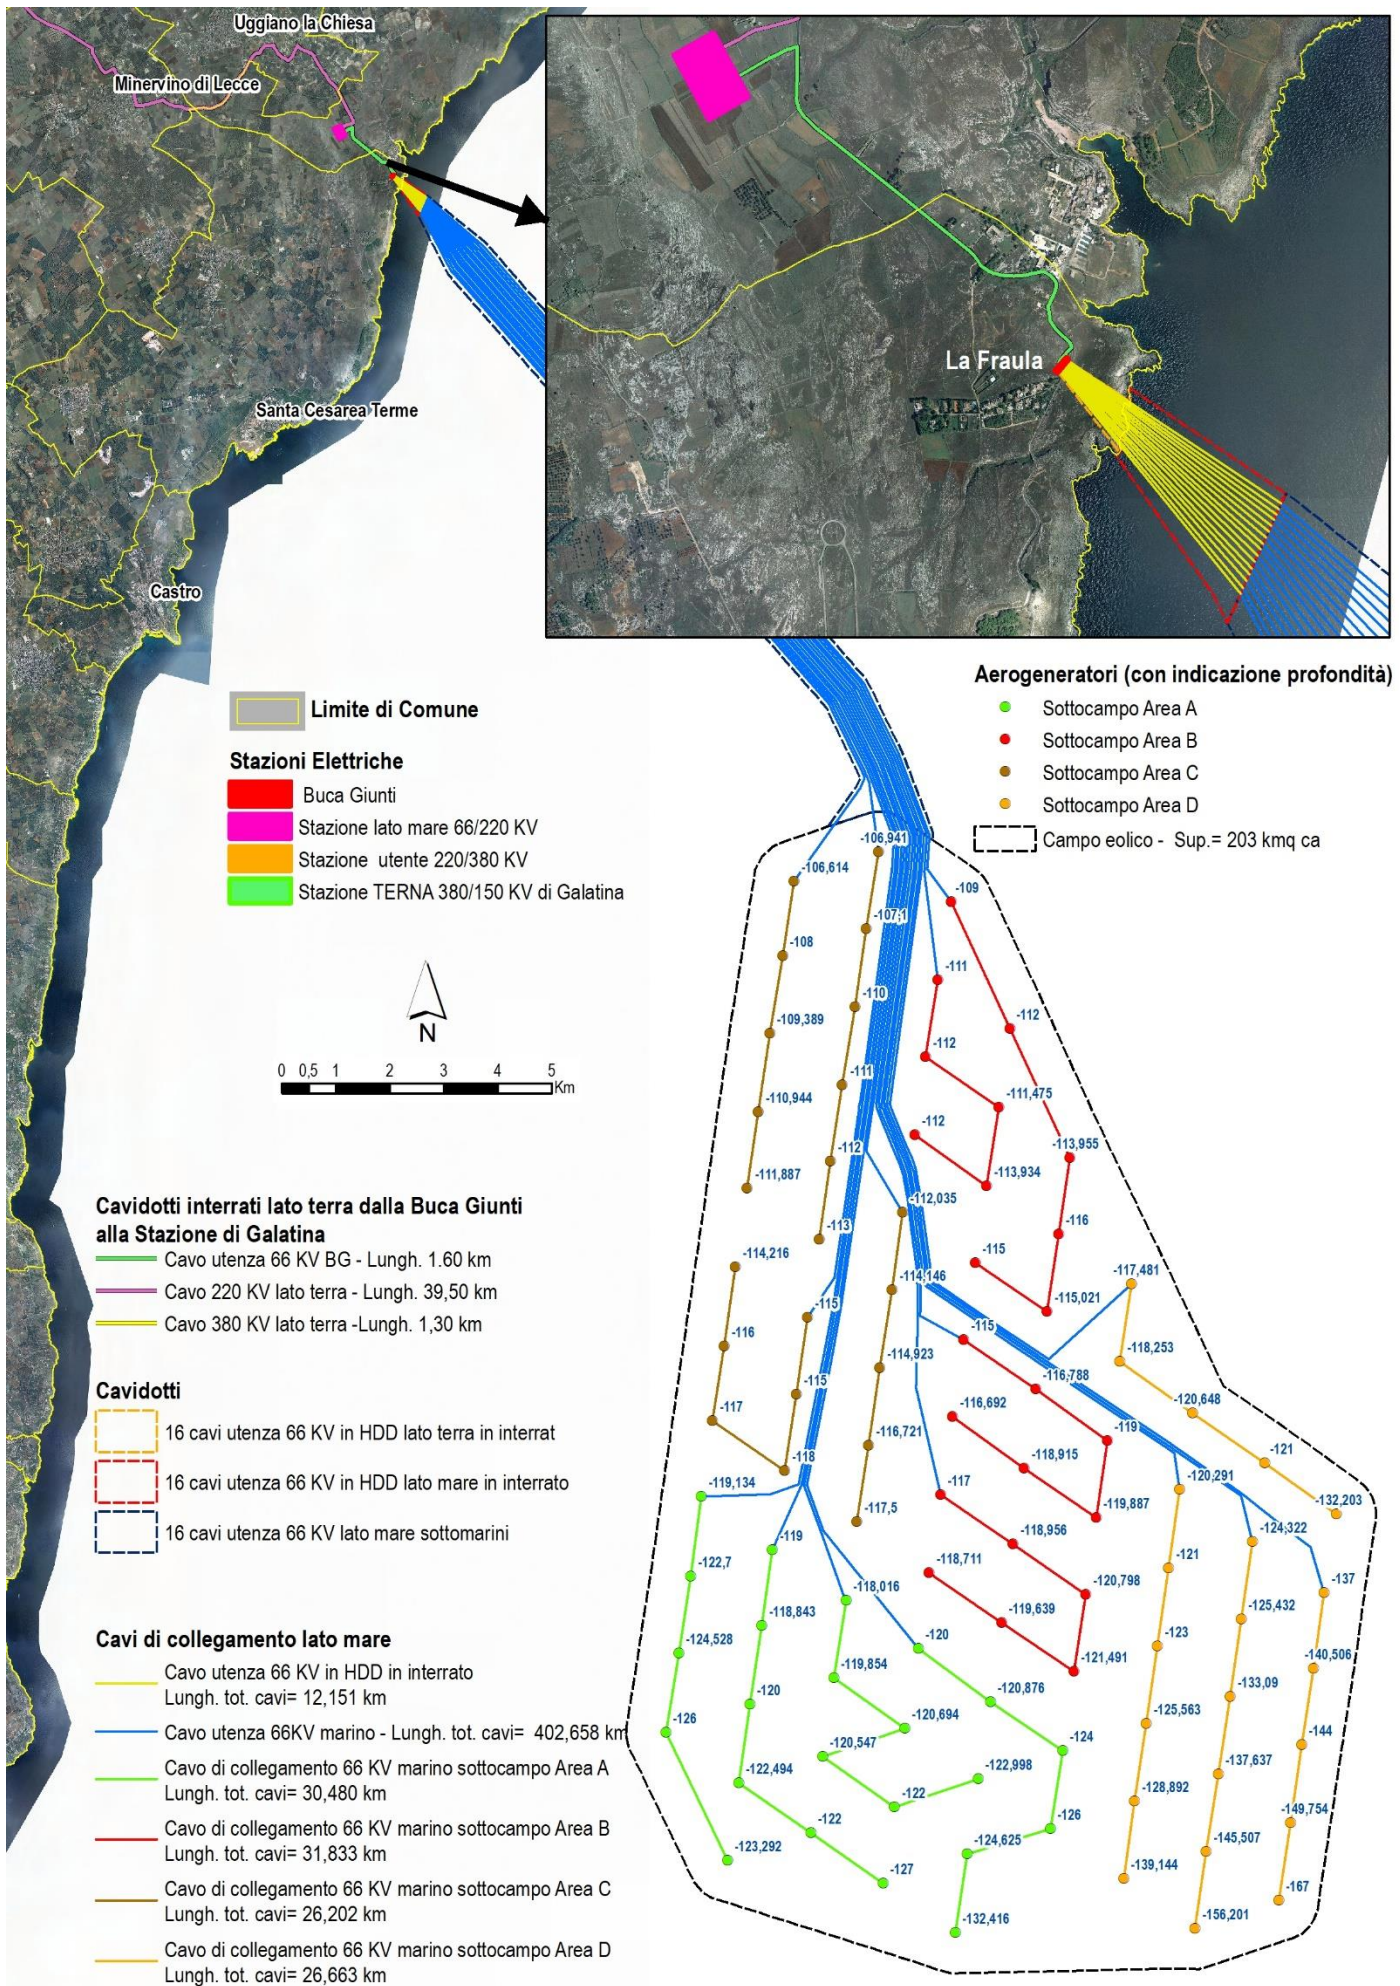 Uggiano la Chiesa
Minervino di Lecce
Santa Cesarea Terme
Castro
La Fraula
Limite di Comune
Stazioni Elettriche
Buca Giunti
Stazione lato mare 66/220 KV
Stazione utente 220/380 KV
Stazione TERNA 380/150 KV di Galatina
N
0 0,5 1 2 3 4 5
Km
Cavidotti interrati lato terra dalla Buca Giunti
alla Stazione di Galatina
Cavo utenza 66 KV BG - Lungh. 1.60 km
Cavo 220 KV lato terra - Lungh. 39,50 km
Cavo 380 KV lato terra -Lungh. 1,30 km
Cavidotti
16 cavi utenza 66 KV in HDD lato terra in interrat
16 cavi utenza 66 KV in HDD lato mare in interrato
16 cavi utenza 66 KV lato mare sottomarini
Cavi di collegamento lato mare
Cavo utenza 66 KV in HDD in interrato
Lungh. tot. cavi= 12,151 km
Cavo utenza 66KV marino - Lungh. tot. cavi= 402,658 km
Cavo di collegamento 66 KV marino sottocampo Area A
Lungh. tot. cavi= 30,480 km
Cavo di collegamento 66 KV marino sottocampo Area B
Lungh. tot. cavi= 31,833 km
Cavo di collegamento 66 KV marino sottocampo Area C
Lungh. tot. cavi= 26,202 km
Cavo di collegamento 66 KV marino sottocampo Area D
Lungh. tot. cavi= 26,663 km
Aerogeneratori (con indicazione profondità)
Sottocampo Area A
Sottocampo Area B
Sottocampo Area C
Sottocampo Area D
Campo eolico - Sup.= 203 kmq ca
-106,941
-106,614
-109
-107,1
-108
-111
-110
-109,389
-112
-112
-111
-110,944
-111,475
-112
-112
-113,955
-111,887
-113,934
-112,035
-113
-116
-114,216
-115
-117,481
-114,146
-115
-115,021
-115
-116
-118,253
-114,923
-115
-116,788
-117
-116,692
-120,648
-116,721
-119
-118
-118,915
-121
-119,134
-117
-120,291
-117,5
-119,887
-132,203
-119
-118,956
-124,322
-122,7
-118,711
-121
-118,016
-120,798
-137
-118,843
-119,639
-125,432
-124,528
-120
-123
-119,854
-121,491
-140,506
-120
-120,876
-133,09
-126
-120,694
-125,563
-124
-144
-120,547
-122,494
-122,998
-137,637
-122
-128,892
-122
-126
-149,754
-123,292
-124,625
-145,507
-127
-139,144
-167
-132,416
-156,201